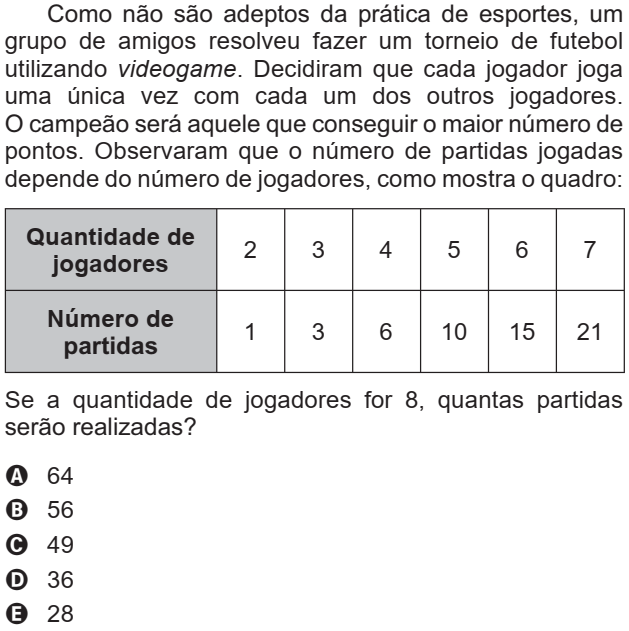 Como não são adeptos da prática de esportes, um
grupo de amigos resolveu fazer um torneio de futebol
utilizando videogame. Decidiram que cada jogador joga
uma única vez com cada um dos outros jogadores.
O campeão será aquele que conseguir o maior número de
pontos. Observaram que o número de partidas jogadas
depende do número de jogadores, como mostra o quadro:
Quantidade de
jogadores 2 3 4 5 6 7
Número de
partidas 1 3 6 10 15 21
Se a quantidade de jogadores for 8, quantas partidas
serão realizadas?
A 64
B 56
C 49
D 36
E 28